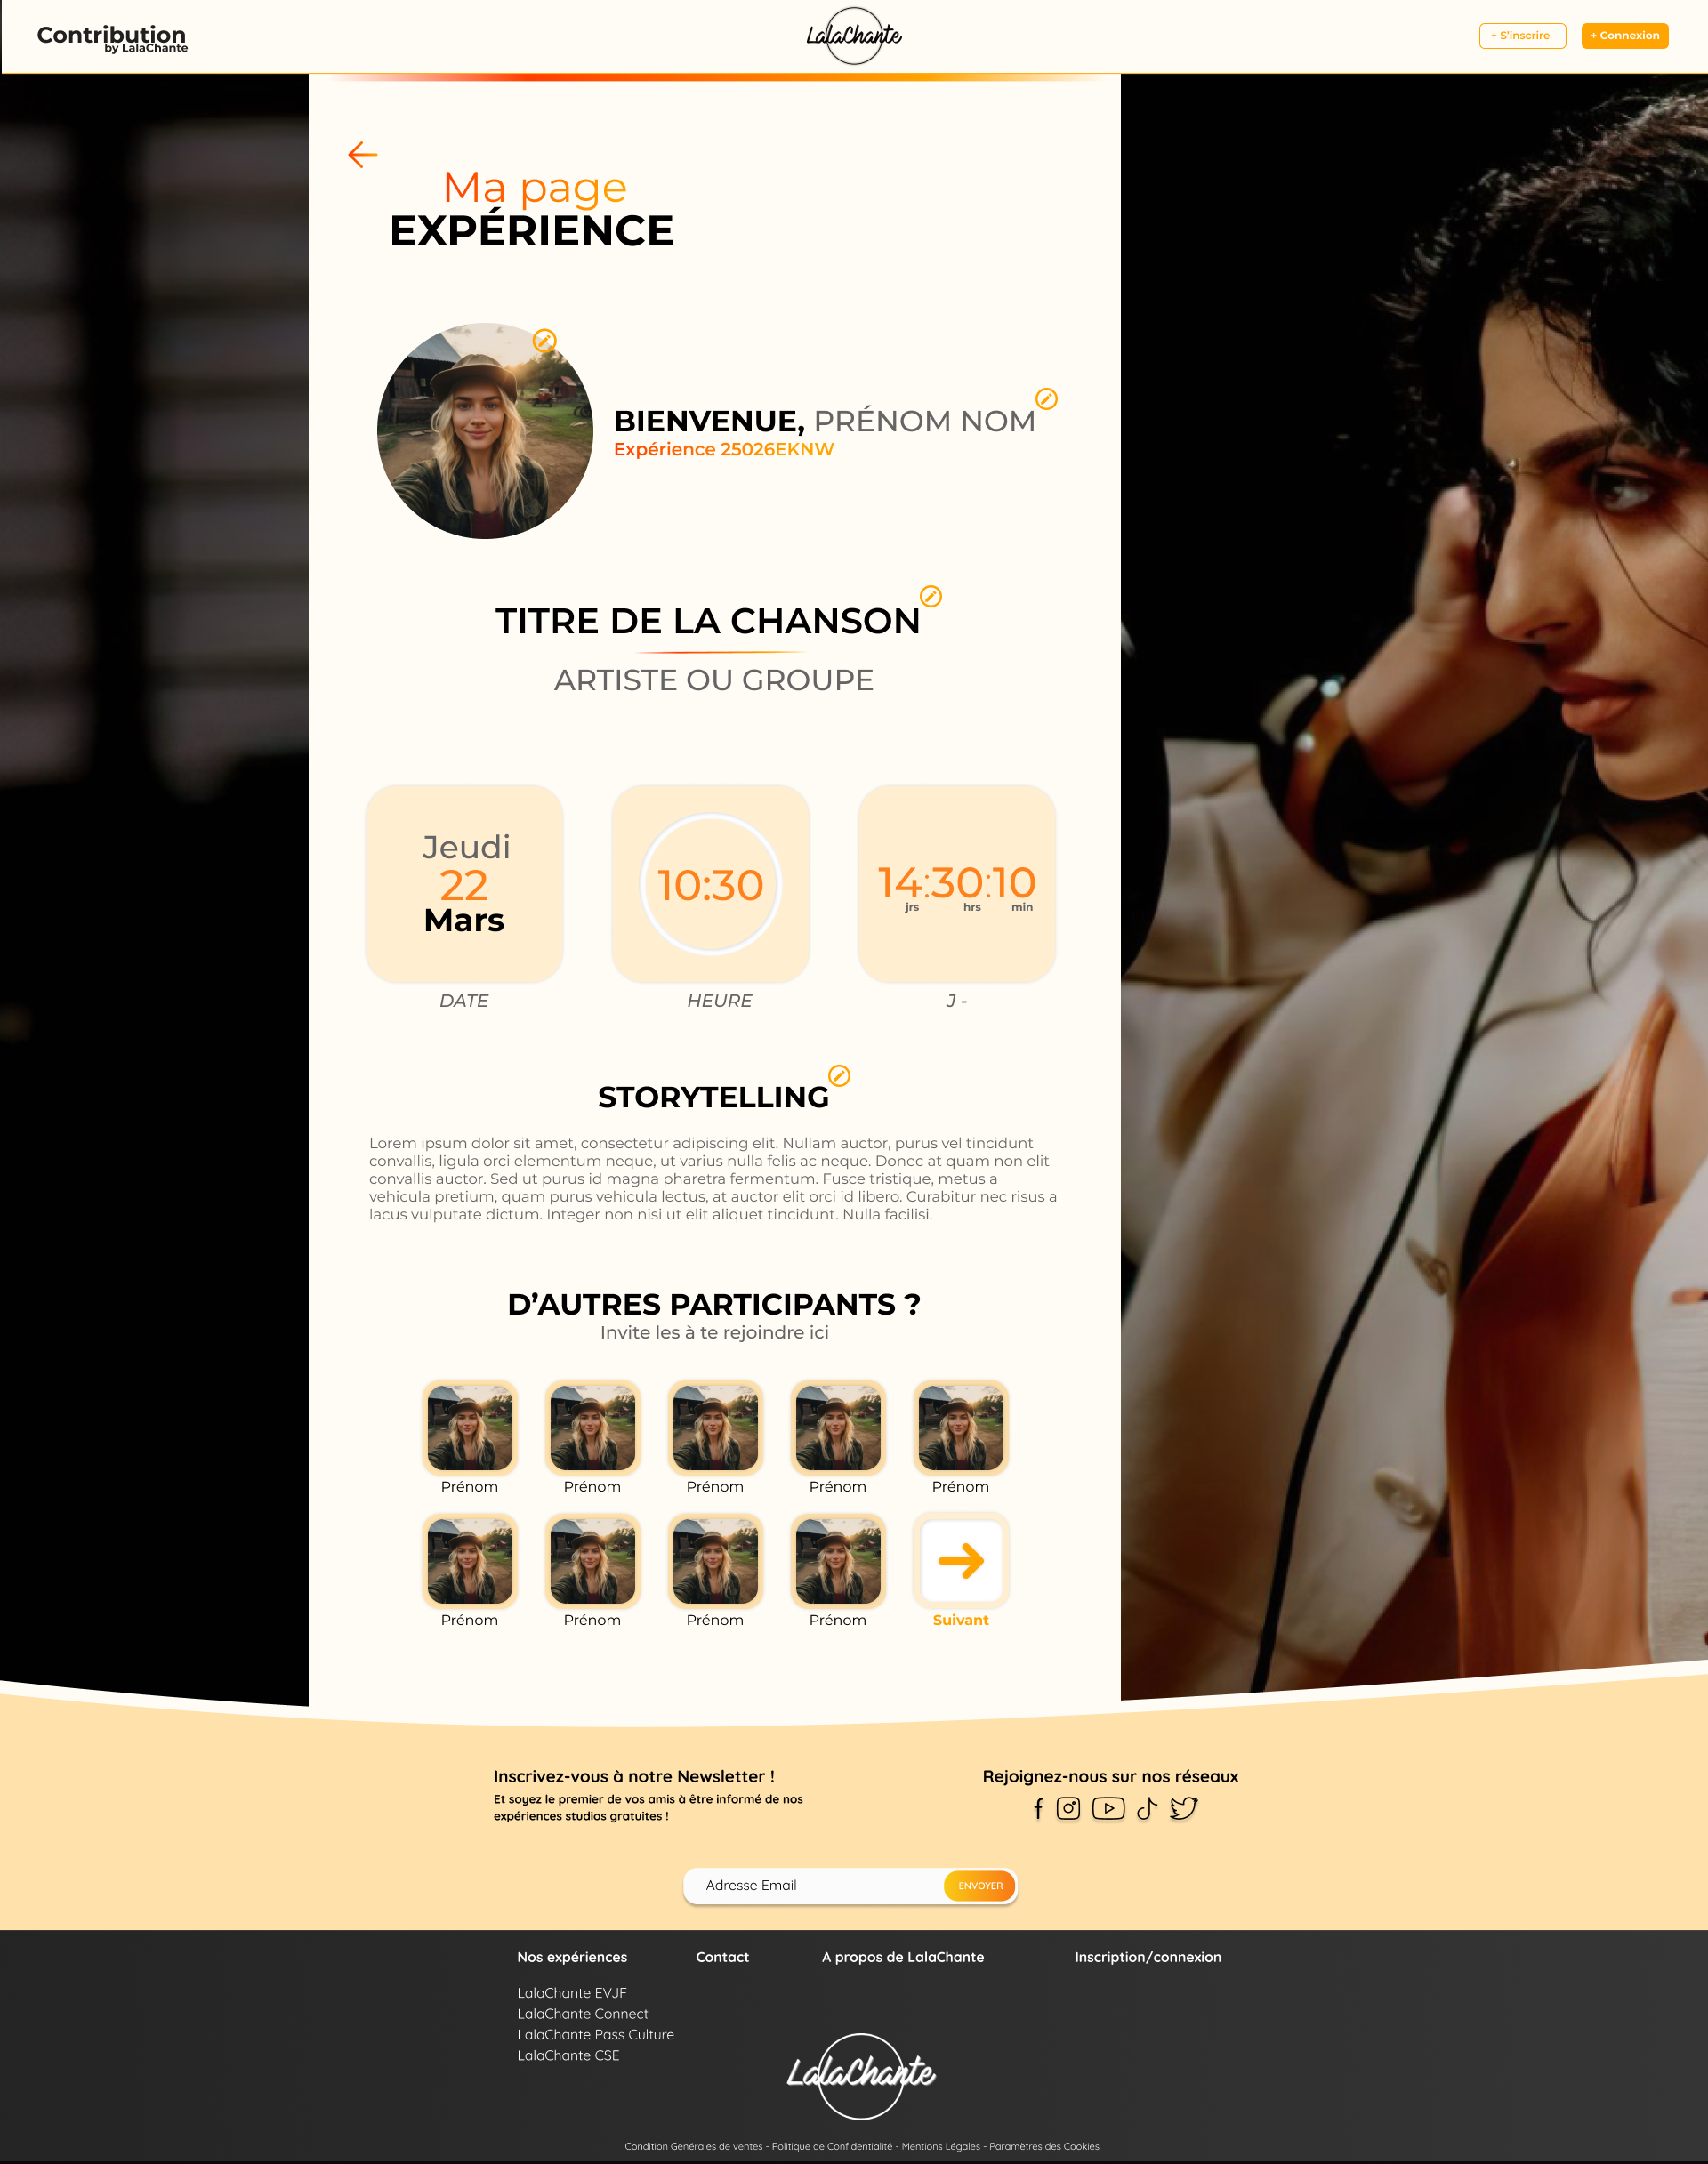 Contribution
by LalaChante
LalaChante
+ S'inscrire
+ Connexion
Ma page
EXPÉRIENCE
BIENVENUE, PRÉNOM NOM
Expérience 25026EKNW
TITRE DE LA CHANSON
ARTISTE OU GROUPE
Jeudi
22
Mars
10:30
14:30:10
jrs hrs min
DATE
HEURE
J -
STORYTELLING
Lorem ipsum dolor sit amet, consectetur adipiscing elit. Nullam auctor, purus vel tincidunt
convallis, ligula orci elementum neque, ut varius nulla felis ac neque. Donec at quam non elit
convallis auctor. Sed ut purus id magna pharetra fermentum. Fusce tristique, metus a
vehicula pretium, quam purus vehicula lectus, at auctor elit orci id libero. Curabitur nec risus a
lacus vulputate dictum. Integer non nisi ut elit aliquet tincidunt. Nulla facilisi.
D’AUTRES PARTICIPANTS ?
Invite les à te rejoindre ici
Prénom Prénom Prénom Prénom Prénom
Prénom Prénom Prénom Prénom Suivant
Inscrivez-vous à notre Newsletter !
Et soyez le premier de vos amis à être informé de nos
expériences studios gratuites !
Rejoignez-nous sur nos réseaux
Adresse Email
ENVOYER
Nos expériences
LalaChante EVJF
LalaChante Connect
LalaChante Pass Culture
LalaChante CSE
Contact
A propos de LalaChante
Inscription/connexion
LalaChante
Condition Générales de ventes - Politique de Confidentialité - Mentions Légales - Paramètres des Cookies